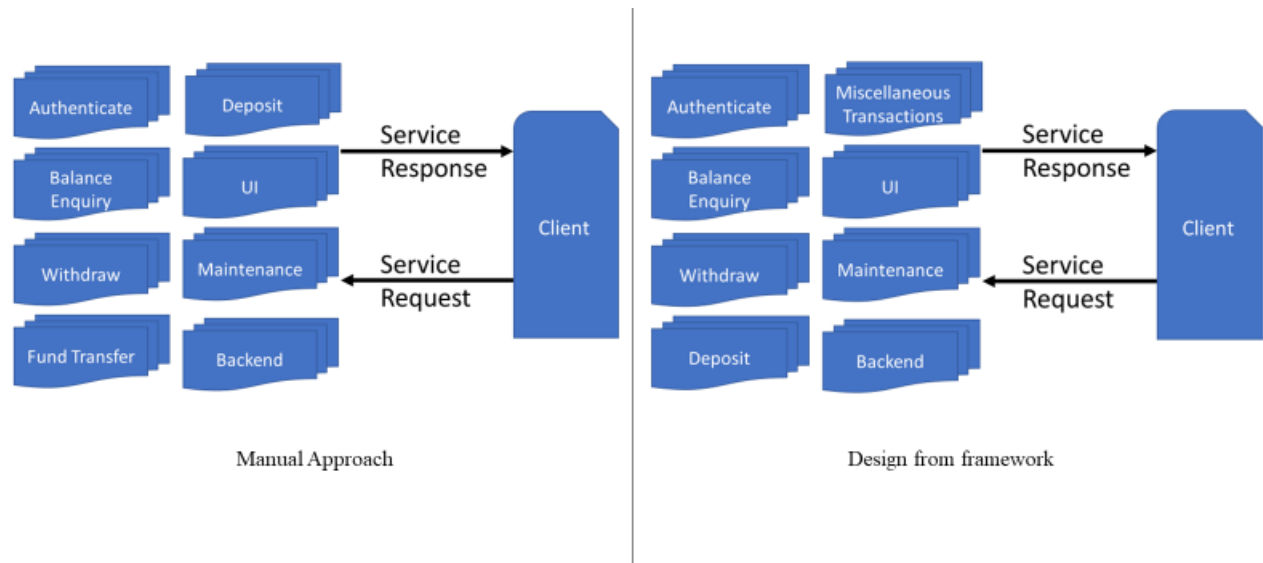 Authenticate
Deposit
Balance
Enquiry
UI
Withdraw
Maintenance
Fund Transfer
Backend
Service
Response
Service
Request
Client
Manual Approach
Authenticate
Miscellaneous
Transactions
Balance
Enquiry
UI
Withdraw
Maintenance
Deposit
Backend
Service
Response
Service
Request
Client
Design from framework